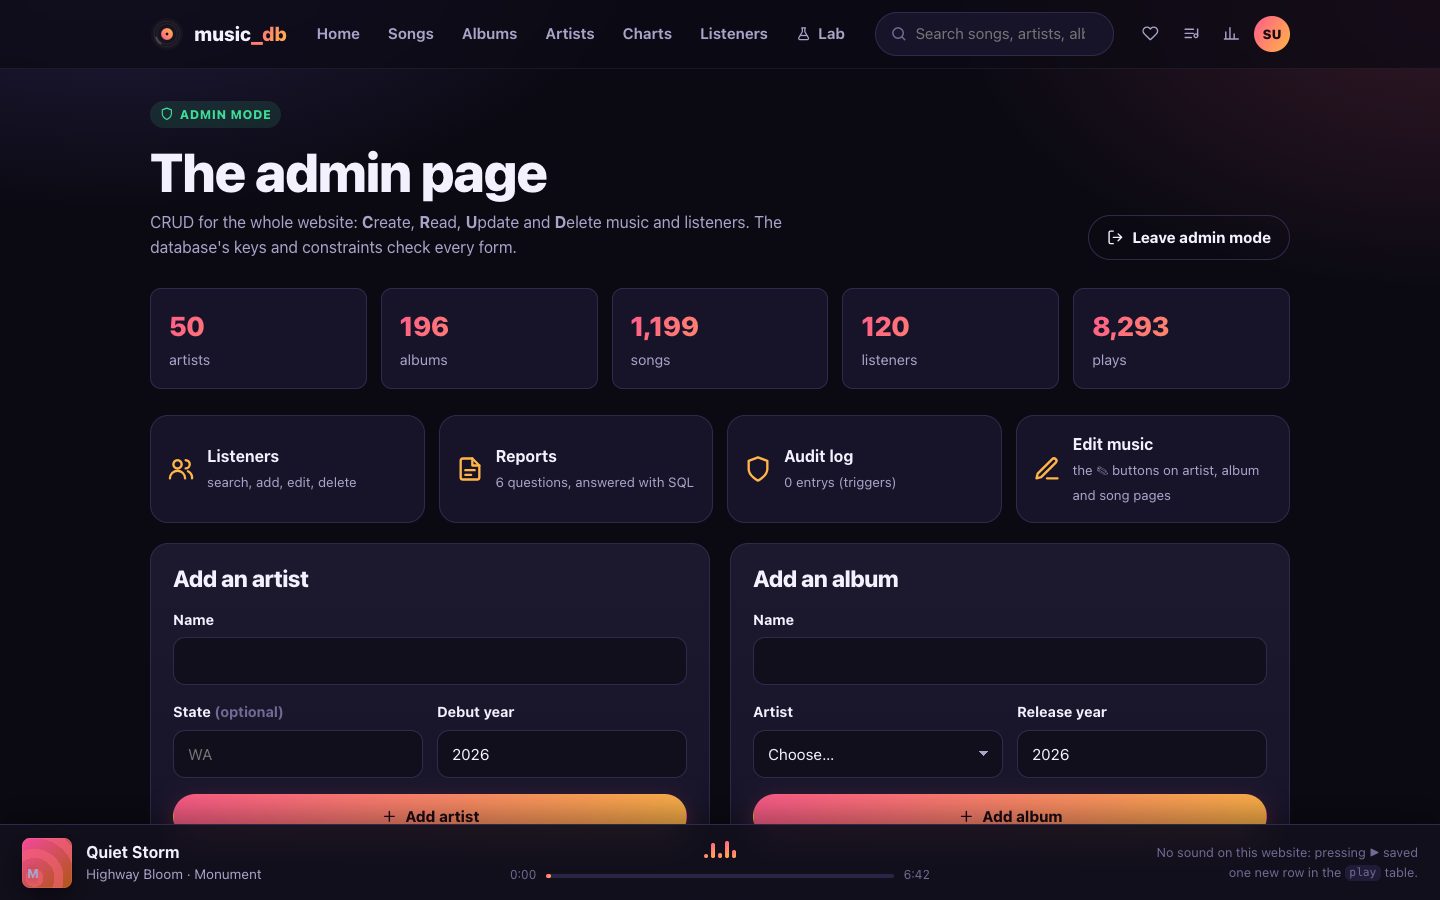 music_db Home Songs Albums Artists Charts Listeners Lab Search songs, artists, alb SU
ADMIN MODE
The admin page
CRUD for the whole website: Create, Read, Update and Delete music and listeners. The
database's keys and constraints check every form.
Leave admin mode
50 196 1,199 120 8,293
artists albums songs listeners plays
Listeners
search, add, edit, delete
Reports
6 questions, answered with SQL
Audit log
0 entrys (triggers)
Edit music
the ✎ buttons on artist, album
and song pages
Add an artist
Name
State (optional) Debut year
WA 2026
+ Add artist
Add an album
Name
Artist Release year
Choose... 2026
+ Add album
M
Quiet Storm
Highway Bloom · Monument
0:00 6:42
No sound on this website: pressing ▶ saved
one new row in the play table.